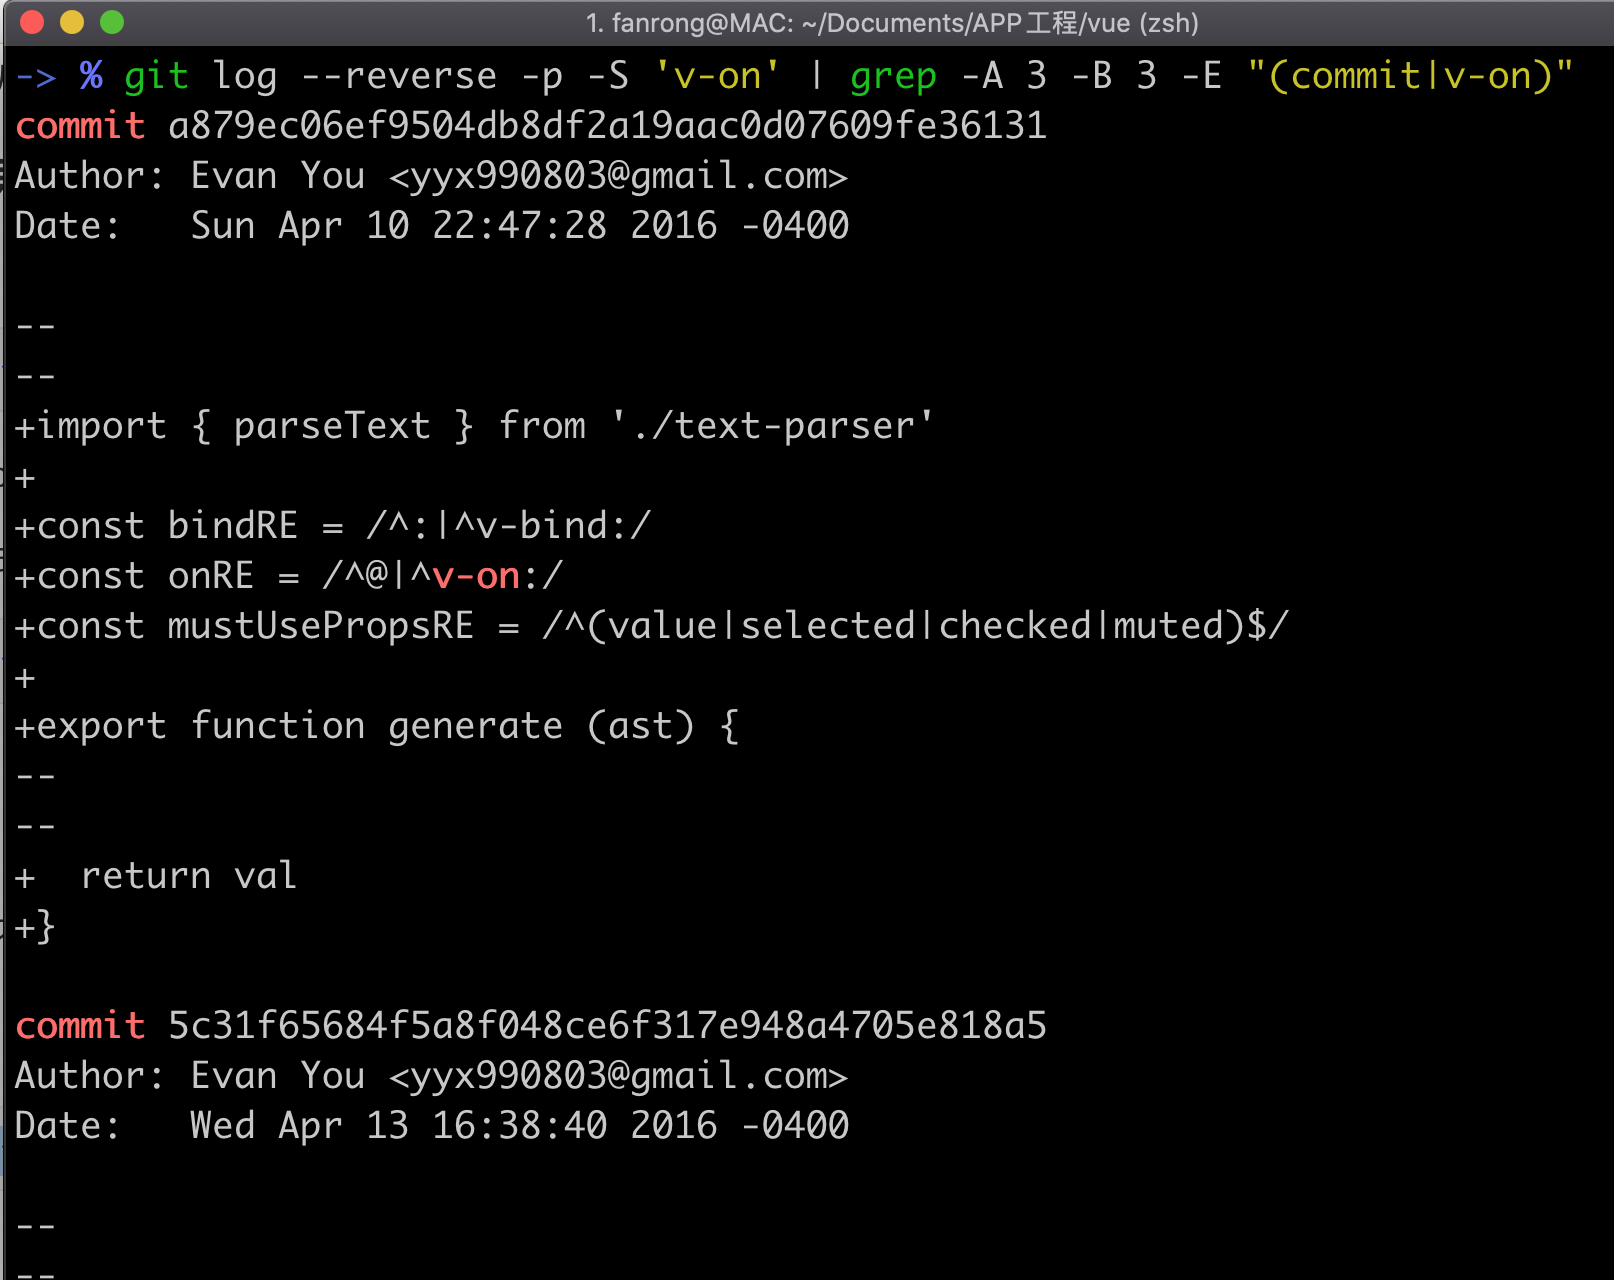 1. fanrong@MAC: ~/Documents/APP工程/vue (zsh)
-> % git log --reverse -p -S 'v-on' | grep -A 3 -B 3 -E "(commit|v-on)"
commit a879ec06ef9504db8df2a19aac0d07609fe36131
Author: Evan You <yyx990803@gmail.com>
Date:   Sun Apr 10 22:47:28 2016 -0400
--
--
+import { parseText } from './text-parser'
+
+const bindRE = /^:|^v-bind:/
+const onRE = /^@|^v-on:/
+const mustUsePropsRE = /^(value|selected|checked|muted)$/
+
+export function generate (ast) {
--
--
+  return val
+}
commit 5c31f65684f5a8f048ce6f317e948a4705e818a5
Author: Evan You <yyx990803@gmail.com>
Date:   Wed Apr 13 16:38:40 2016 -0400
--
--